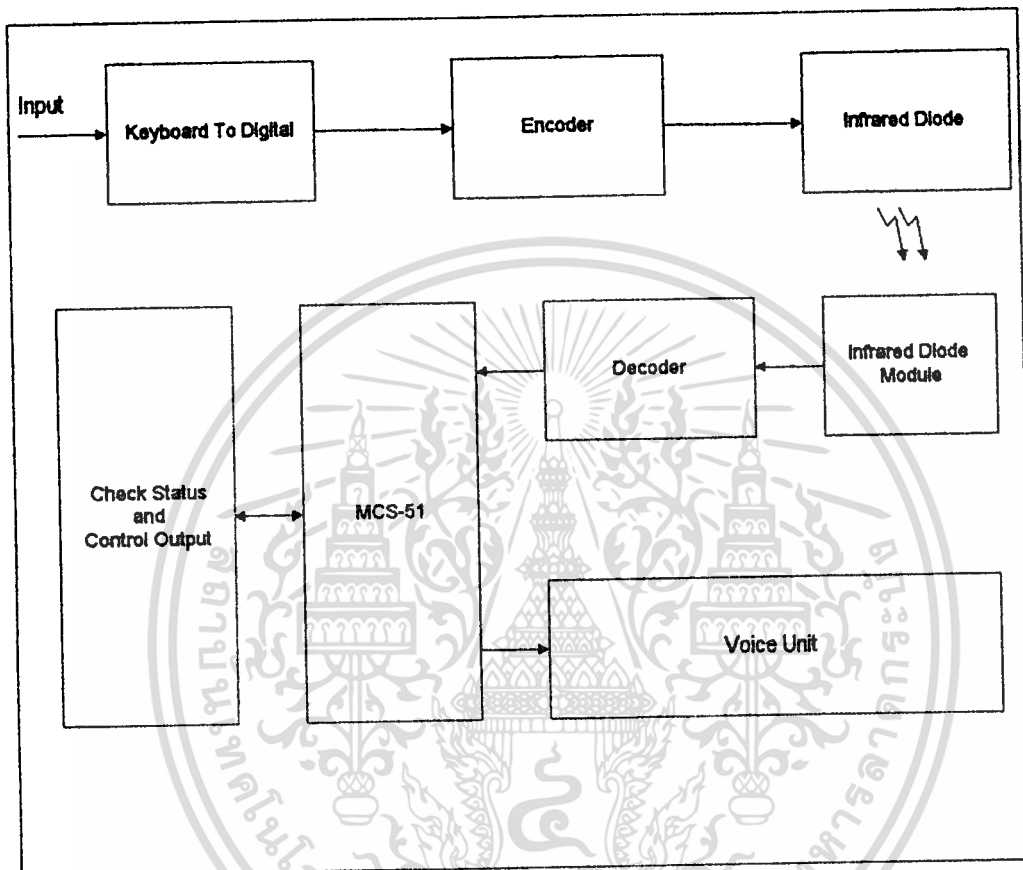 Input
Keyboard To Digital
Encoder
Infrared Diode
Infrared Diode
Module
Decoder
MCS-51
Check Status
and
Control Output
Voice Unit